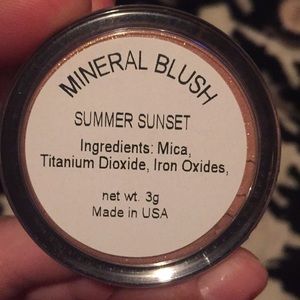 MINERAL BLUSH
SUMMER SUNSET
Ingredients: Mica,
Titanium Dioxide, Iron Oxides,
net wt. 3g
Made in USA